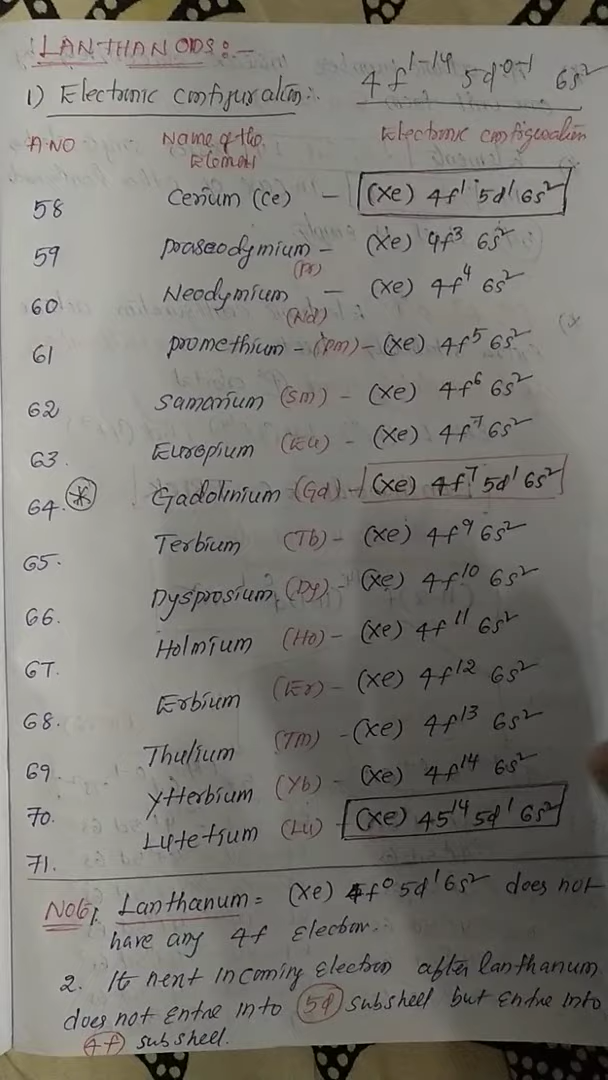 LANTHANODS:-
4f¹⁻¹⁴ 5d⁰⁻¹ 6s²
1) Electronic configuration:.
A.NO Name of the Element Electronic configuration
58 Cerium (Ce) - (Xe) 4f¹ 5d¹ 6s²
59 praseodymium - (Xe) 4f³ 6s²
(Pr)
60 Neodymium - (Xe) 4f⁴ 6s²
(Nd)
61 promethium - (pm) - (Xe) 4f⁵ 6s²
62 Samarium (Sm) - (Xe) 4f⁶ 6s²
63. Europium (Eu) - (Xe) 4f⁷ 6s²
64. * Gadolinium (Gd) - (Xe) 4f⁷ 5d¹ 6s²
65. Terbium (Tb) - (Xe) 4f⁹ 6s²
66. Dysprosium (Dy) - (Xe) 4f¹⁰ 6s²
67. Holmium (Ho) - (Xe) 4f¹¹ 6s²
68. Erbium (Er) - (Xe) 4f¹² 6s²
69. Thulium (Tm) - (Xe) 4f¹³ 6s²
70. Ytterbium (Yb) - (Xe) 4f¹⁴ 6s²
71. Lutetium (Lu) - (Xe) 45¹⁴ 5d¹ 6s²
NOG1. Lanthanum = (Xe) 4f⁰ 5d¹ 6s² does not
have any 4f electron.
2. It nent incoming electron after lanthanum
does not entre into 5d subshell but entre into
4f subshell.